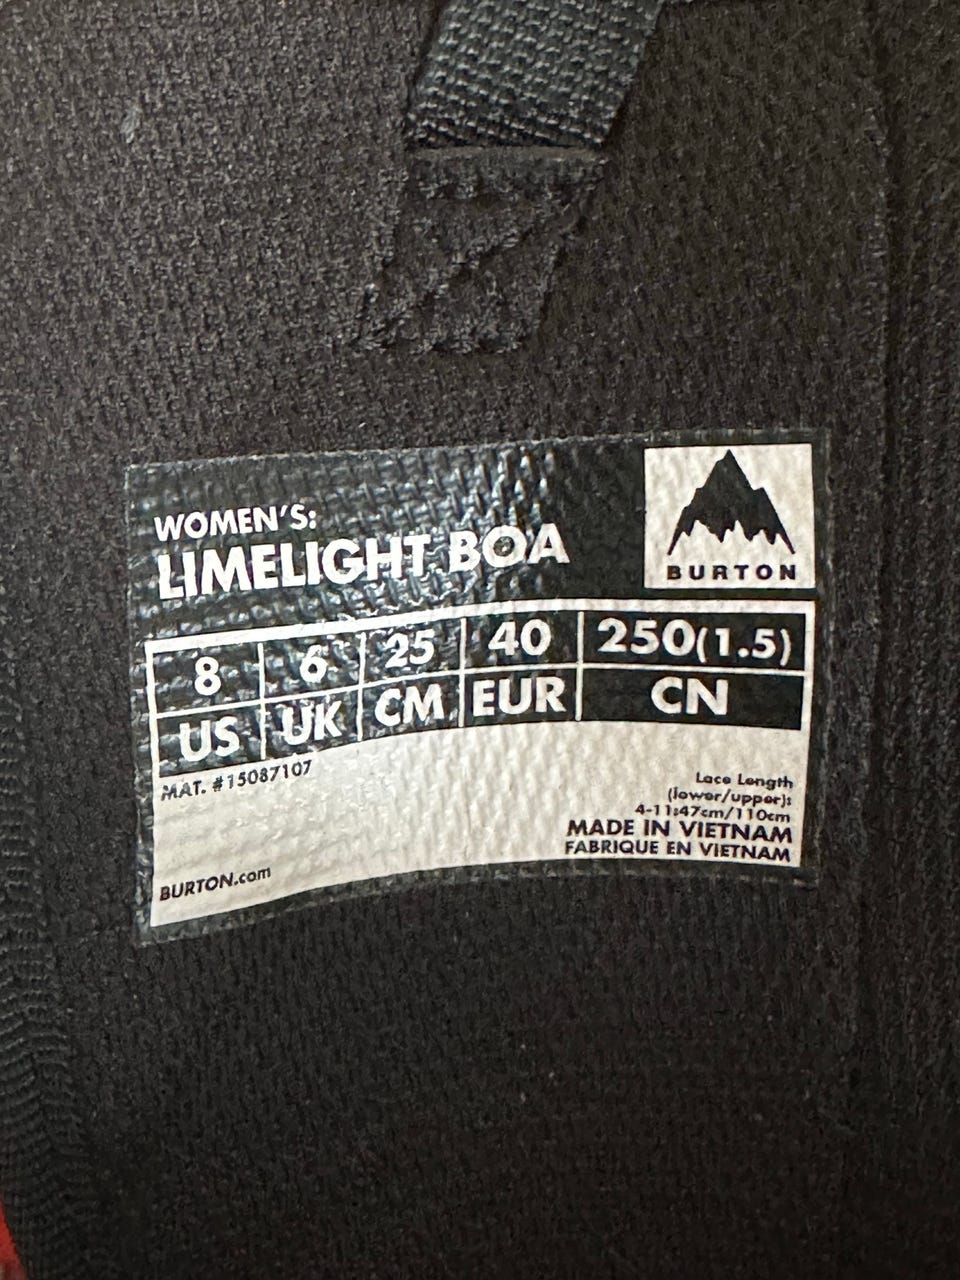 WOMEN'S:
LIMELIGHT BOA
BURTON
8 6 25 40 250(1.5)
US UK CM EUR CN
MAT. #15087107
Lace Length
(lower/upper):
4-11:47cm/110cm
MADE IN VIETNAM
FABRIQUE EN VIETNAM
BURTON.com